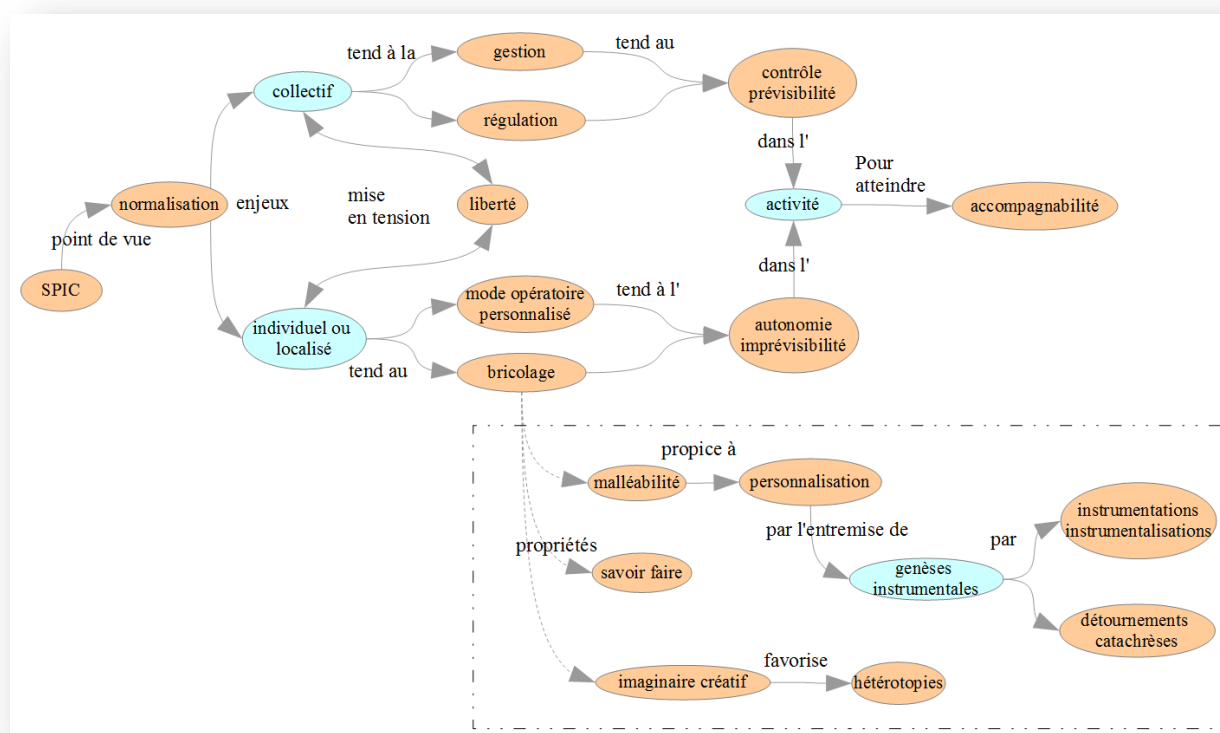 tend à la
gestion
tend au
contrôle
prévisibilité
collectif
régulation
dans l'
Pour
atteindre
normalisation
enjeux
mise
en tension
liberté
activité
accompagnabilité
point de vue
SPIC
dans l'
mode opératoire
personnalisé
tend à l'
individuel ou
localisé
autonomie
imprévisibilité
tend au
bricolage
propice à
malléabilité
personnalisation
instrumentations
instrumentalisations
par l'entremise de
par
propriétés
savoir faire
genèses
instrumentales
détournements
catachrèses
favorise
imaginaire créatif
hétérotopies